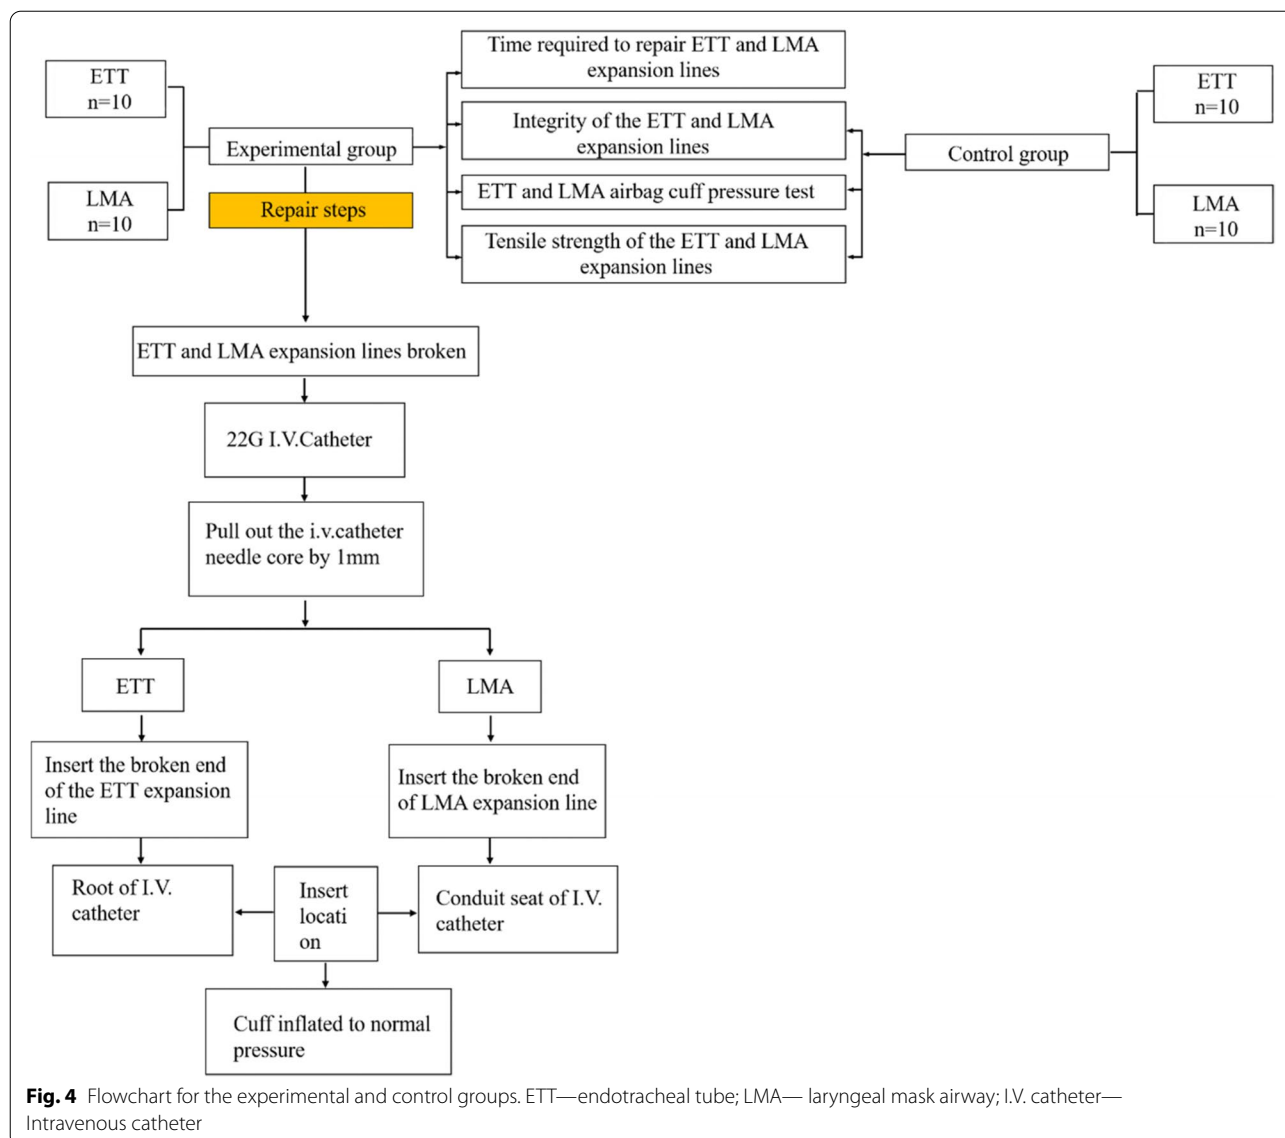 ETT
n=10
LMA
n=10
Experimental group
Repair steps
Time required to repair ETT and LMA
expansion lines
Integrity of the ETT and LMA
expansion lines
ETT and LMA airbag cuff pressure test
Tensile strength of the ETT and LMA
expansion lines
Control group
ETT
n=10
LMA
n=10
ETT and LMA expansion lines broken
22G I.V.Catheter
Pull out the i.v.catheter
needle core by 1mm
ETT
LMA
Insert the broken end
of the ETT expansion
line
Insert the broken end
of LMA expansion line
Root of I.V.
catheter
Insert
locati
on
Conduit seat of I.V.
catheter
Cuff inflated to normal
pressure
Fig. 4 Flowchart for the experimental and control groups. ETT—endotracheal tube; LMA— laryngeal mask airway; I.V. catheter—
Intravenous catheter